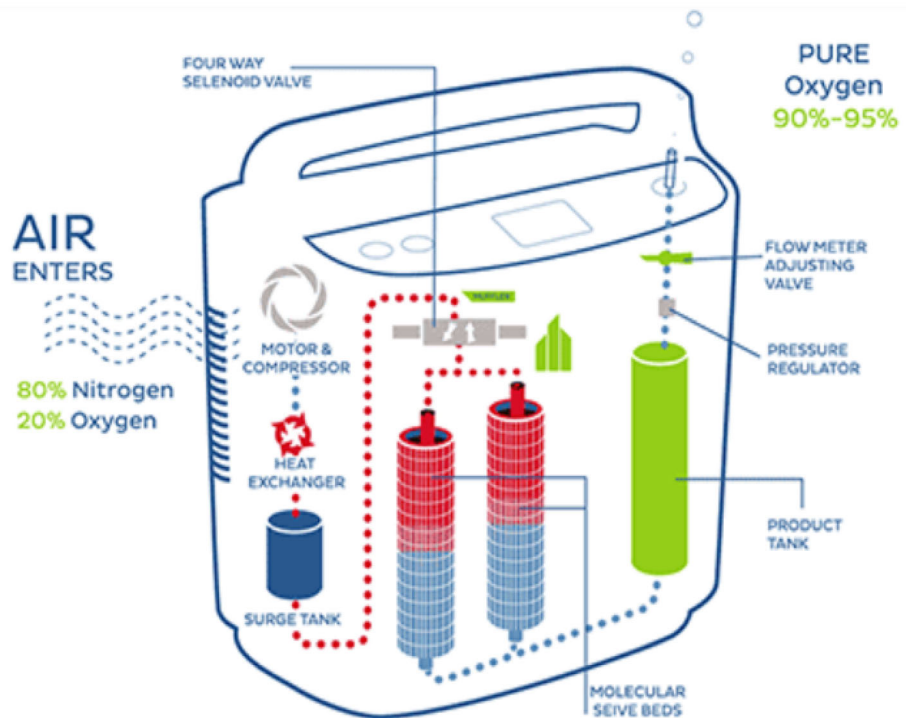 FOUR WAY
SELENOID VALVE
PURE
Oxygen
90%-95%
AIR
ENTERS
FLOW METER
ADJUSTING
VALVE
MUFFLER
MOTOR &
COMPRESSOR
PRESSURE
REGULATOR
80% Nitrogen
20% Oxygen
HEAT
EXCHANGER
PRODUCT
TANK
SURGE TANK
MOLECULAR
SEIVE BEDS